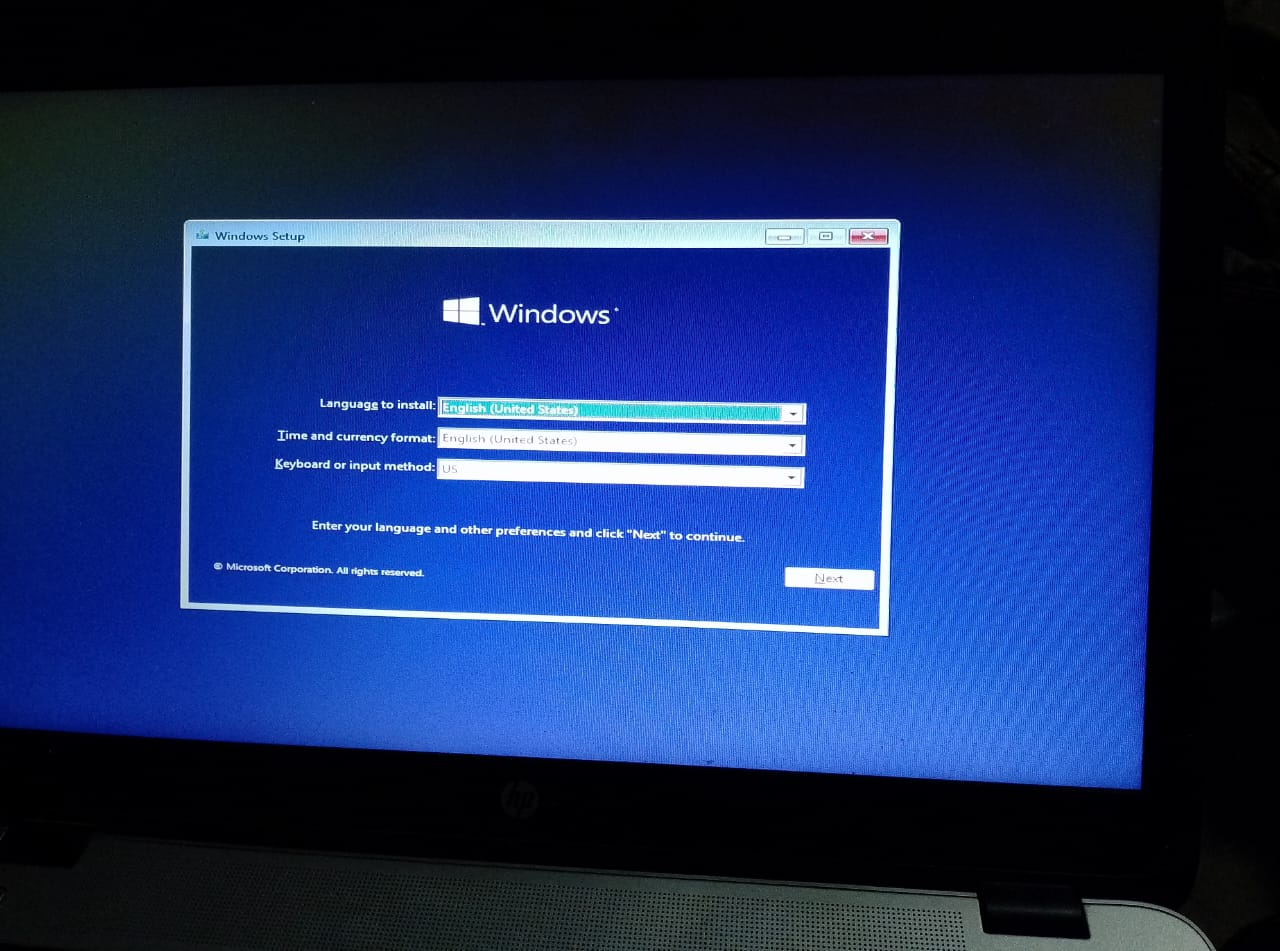 Windows Setup
Windows
Language to install: English (United States)
Time and currency format: English (United States)
Keyboard or input method: US
Enter your language and other preferences and click "Next" to continue.
© Microsoft Corporation. All rights reserved.
Next
hp